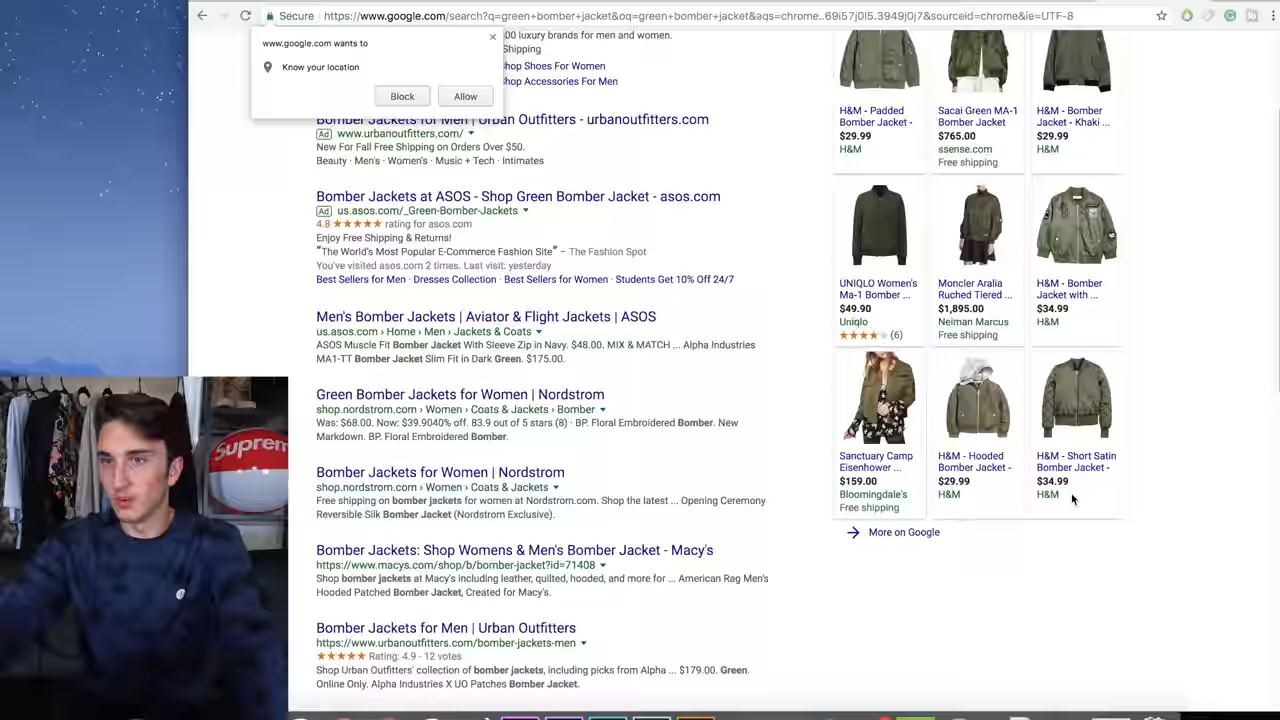 Secure https://www.google.com/search?q=green+bomber+jacket&oq=green+bomber+jacket&aqs=chrome..69i57j0l5.3949j0j7&sourceid=chrome&ie=UTF-8
www.google.com wants to
Know your location
Block Allow
00 luxury brands for men and women.
Shipping
Shop Shoes For Women
Shop Accessories For Men
Bomber Jackets for Men | Urban Outfitters - urbanoutfitters.com
Ad www.urbanoutfitters.com/
New For Fall Free Shipping on Orders Over $50.
Beauty · Men's · Women's · Music + Tech · Intimates
Bomber Jackets at ASOS - Shop Green Bomber Jacket - asos.com
Ad us.asos.com/_Green-Bomber-Jackets
4.8 ★★★★★ rating for asos.com
Enjoy Free Shipping & Returns!
"The World's Most Popular E-Commerce Fashion Site" – The Fashion Spot
You've visited asos.com 2 times. Last visit: yesterday
Best Sellers for Men · Dresses Collection · Best Sellers for Women · Students Get 10% Off 24/7
Men's Bomber Jackets | Aviator & Flight Jackets | ASOS
us.asos.com › Home › Men › Jackets & Coats
ASOS Muscle Fit Bomber Jacket With Sleeve Zip in Navy. $48.00. MIX & MATCH ... Alpha Industries
MA1-TT Bomber Jacket Slim Fit in Dark Green. $175.00.
Green Bomber Jackets for Women | Nordstrom
shop.nordstrom.com › Women › Coats & Jackets › Bomber
Was: $68.00. Now: $39.9040% off. 83.9 out of 5 stars (8) · BP. Floral Embroidered Bomber. New
Markdown. BP. Floral Embroidered Bomber.
Bomber Jackets for Women | Nordstrom
shop.nordstrom.com › Women › Coats & Jackets
Free shipping on bomber jackets for women at Nordstrom.com. Shop the latest ... Opening Ceremony
Reversible Silk Bomber Jacket (Nordstrom Exclusive).
Bomber Jackets: Shop Womens & Men's Bomber Jacket - Macy's
https://www.macys.com/shop/b/bomber-jacket?id=71408
Shop bomber jackets at Macy's including leather, quilted, hooded, and more for ... American Rag Men's
Hooded Patched Bomber Jacket, Created for Macy's.
Bomber Jackets for Men | Urban Outfitters
https://www.urbanoutfitters.com/bomber-jackets-men
★★★★★ Rating: 4.9 - 12 votes
Shop Urban Outfitters' collection of bomber jackets, including picks from Alpha ... $179.00. Green.
Online Only. Alpha Industries X UO Patches Bomber Jacket.
H&M - Padded
Bomber Jacket -
$29.99
H&M
Sacai Green MA-1
Bomber Jacket
$765.00
ssense.com
Free shipping
H&M - Bomber
Jacket - Khaki ...
$29.99
H&M
UNIQLO Women's
Ma-1 Bomber ...
$49.90
Uniqlo
★★★★★ (6)
Moncler Aralia
Ruched Tiered ...
$1,895.00
Neiman Marcus
Free shipping
H&M - Bomber
Jacket with ...
$34.99
H&M
Sanctuary Camp
Eisenhower ...
$159.00
Bloomingdale's
Free shipping
H&M - Hooded
Bomber Jacket -
$29.99
H&M
H&M - Short Satin
Bomber Jacket -
$34.99
H&M
More on Google
Suprem